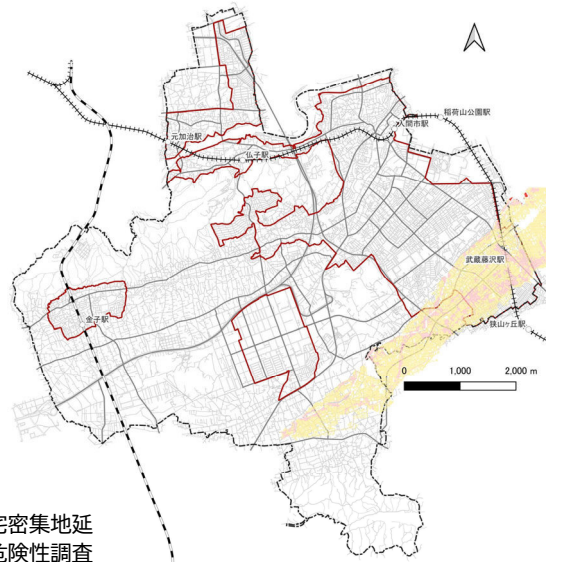 稲荷山公園駅
入間市駅
元加治駅
仏子駅
武蔵藤沢駅
金子駅
狭山ヶ丘駅
0 1,000 2,000 m
宅密集地延
危険性調査